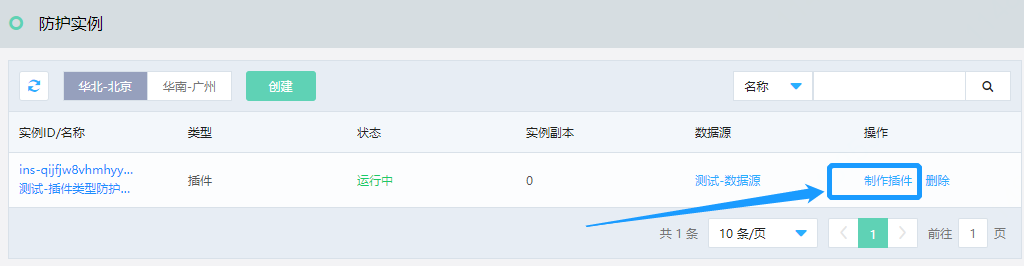 防护实例
华北-北京 华南-广州 创建 名称
实例ID/名称 类型 状态 实例副本 数据源 操作
ins-qijfjw8vhmhyy...
测试-插件类型防护...
插件 运行中 0 测试-数据源 制作插件 删除
共 1 条 10 条/页 1 前往 1 页